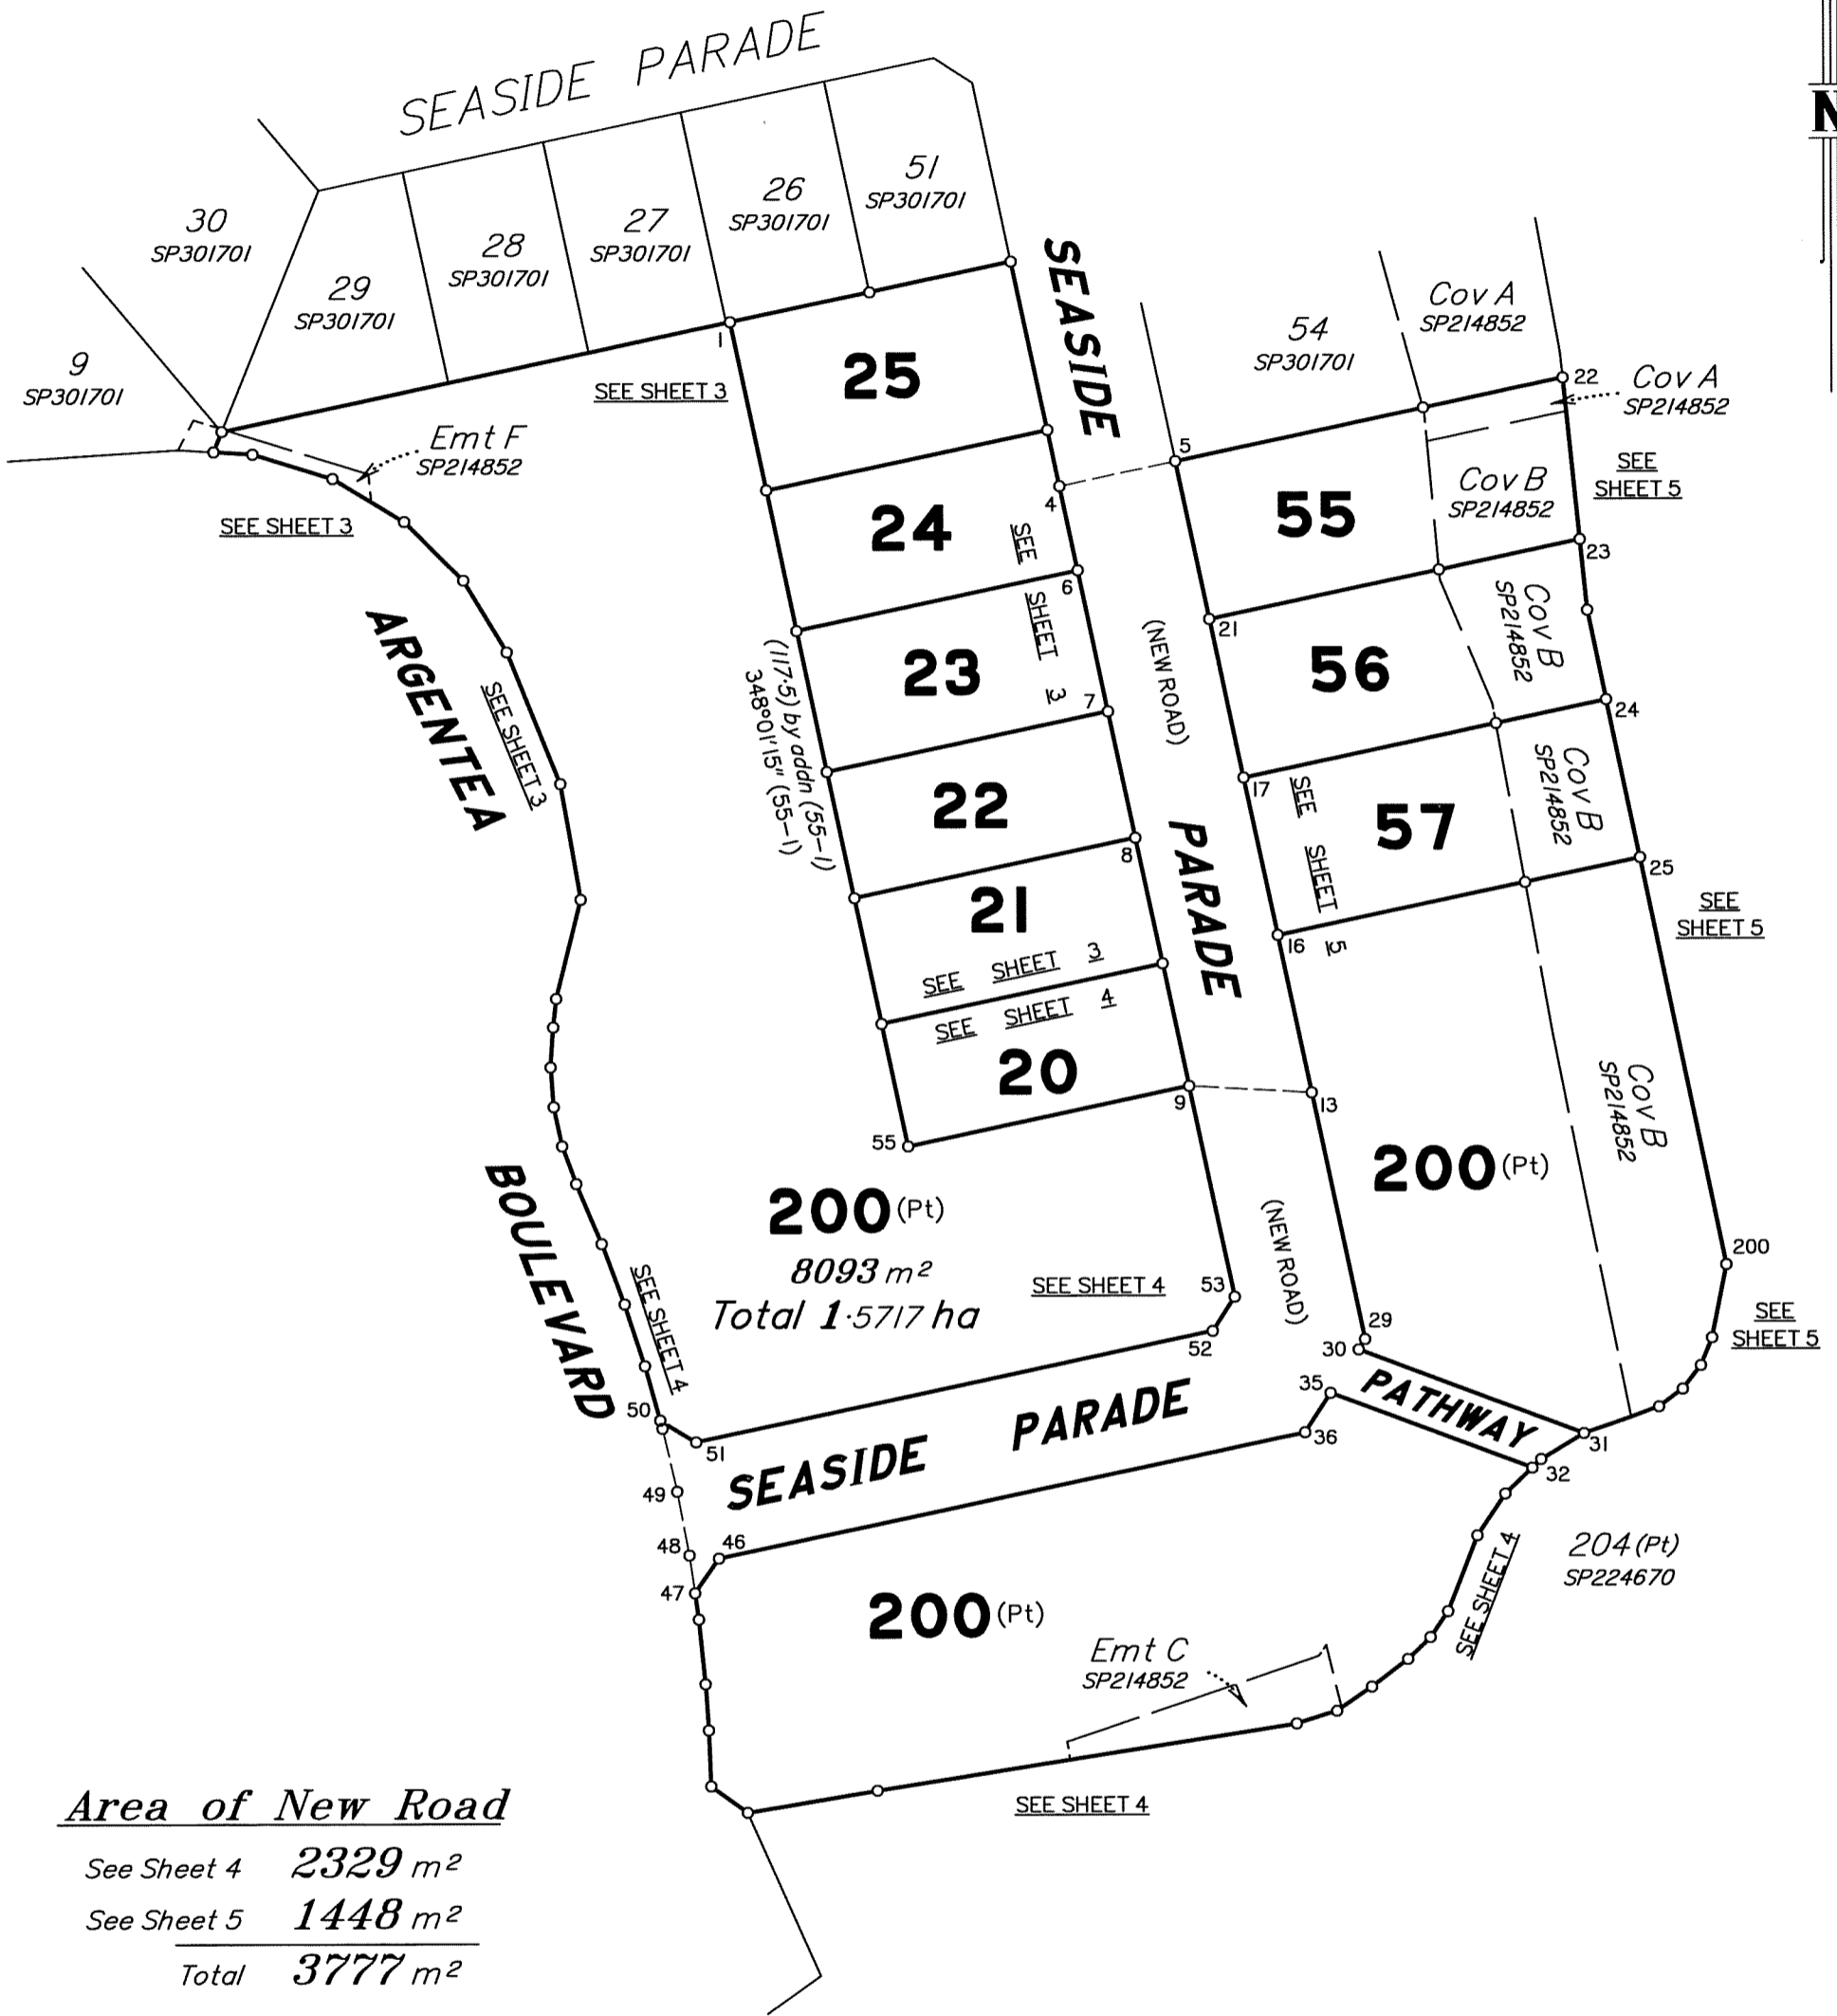 SEASIDE PARADE
N
30
SP301701
29
SP301701
28
SP301701
27
SP301701
26
SP301701
51
SP301701
9
SP301701
Emt F
SP214852
SEE SHEET 3
SEE SHEET 3
1
25
SEASIDE
54
SP301701
Cov A
SP214852
22
Cov A
SP214852
5
4
24
SEE
55
Cov B
SP214852
SEE
SHEET 5
23
6
SHEET
3
21
(NEW ROAD)
56
Cov B
SP214852
ARGENTEA
SEE SHEET 3
(117·5) by addn (55-1)
348°01'15" (55-1)
23
7
24
17
22
8
SEE
SHEET
5
57
Cov B
SP214852
25
PARADE
21
SEE SHEET 3
16
SEE
SHEET 5
SEE SHEET 4
20
9
13
55
Cov B
SP214852
BOULEVARD
200 (Pt)
8093 m²
Total 1·5717 ha
SEE SHEET 4
SEE SHEET 4
53
52
(NEW ROAD)
200 (Pt)
200
SEE
SHEET 5
29
30
35
PATHWAY
36
31
32
50
51
SEASIDE PARADE
49
48
46
47
200 (Pt)
204 (Pt)
SP224670
SEE SHEET 4
Emt C
SP214852
SEE SHEET 4
Area of New Road
See Sheet 4 2329 m²
See Sheet 5 1448 m²
Total 3777 m²